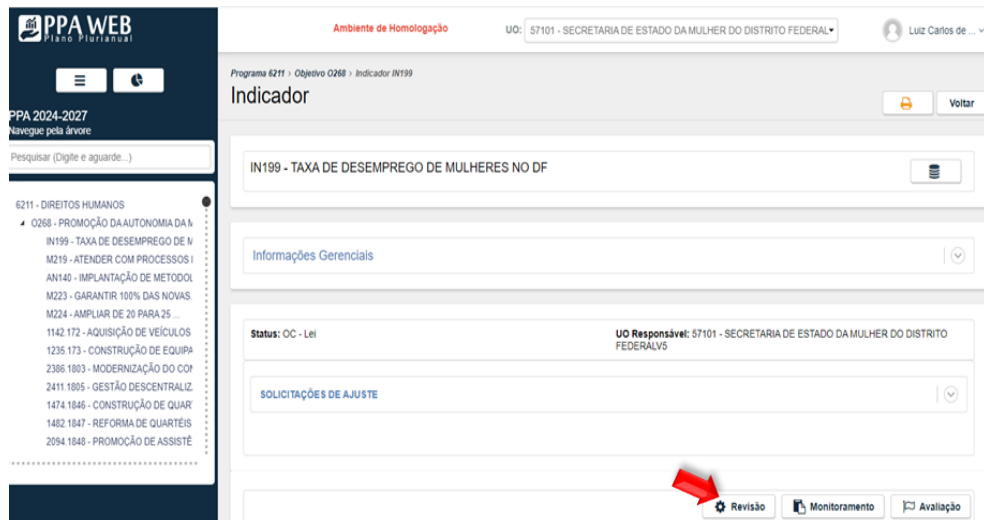 PPA WEB
Plano Plurianual
Ambiente de Homologação
UO: 57101 - SECRETARIA DE ESTADO DA MULHER DO DISTRITO FEDERAL
Luiz Carlos de ...
PPA 2024-2027
Navegue pela árvore
Pesquisar (Digite e aguarde...)
6211 - DIREITOS HUMANOS
O268 - PROMOÇÃO DA AUTONOMIA DA M
IN199 - TAXA DE DESEMPREGO DE M
M219 - ATENDER COM PROCESSOS I
AN140 - IMPLANTAÇÃO DE METODOL
M223 - GARANTIR 100% DAS NOVAS
M224 - AMPLIAR DE 20 PARA 25 ...
1142.172 - AQUISIÇÃO DE VEÍCULOS
1235.173 - CONSTRUÇÃO DE EQUIPA
2386.1803 - MODERNIZAÇÃO DO CON
2411.1805 - GESTÃO DESCENTRALIZ
1474.1846 - CONSTRUÇÃO DE QUAR
1482.1847 - REFORMA DE QUARTÉIS
2094.1848 - PROMOÇÃO DE ASSISTÊ
Programa 6211 › Objetivo O268 › Indicador IN199
Indicador
Voltar
IN199 - TAXA DE DESEMPREGO DE MULHERES NO DF
Informações Gerenciais
Status: OC - Lei
UO Responsável: 57101 - SECRETARIA DE ESTADO DA MULHER DO DISTRITO
FEDERALV5
SOLICITAÇÕES DE AJUSTE
Revisão
Monitoramento
Avaliação